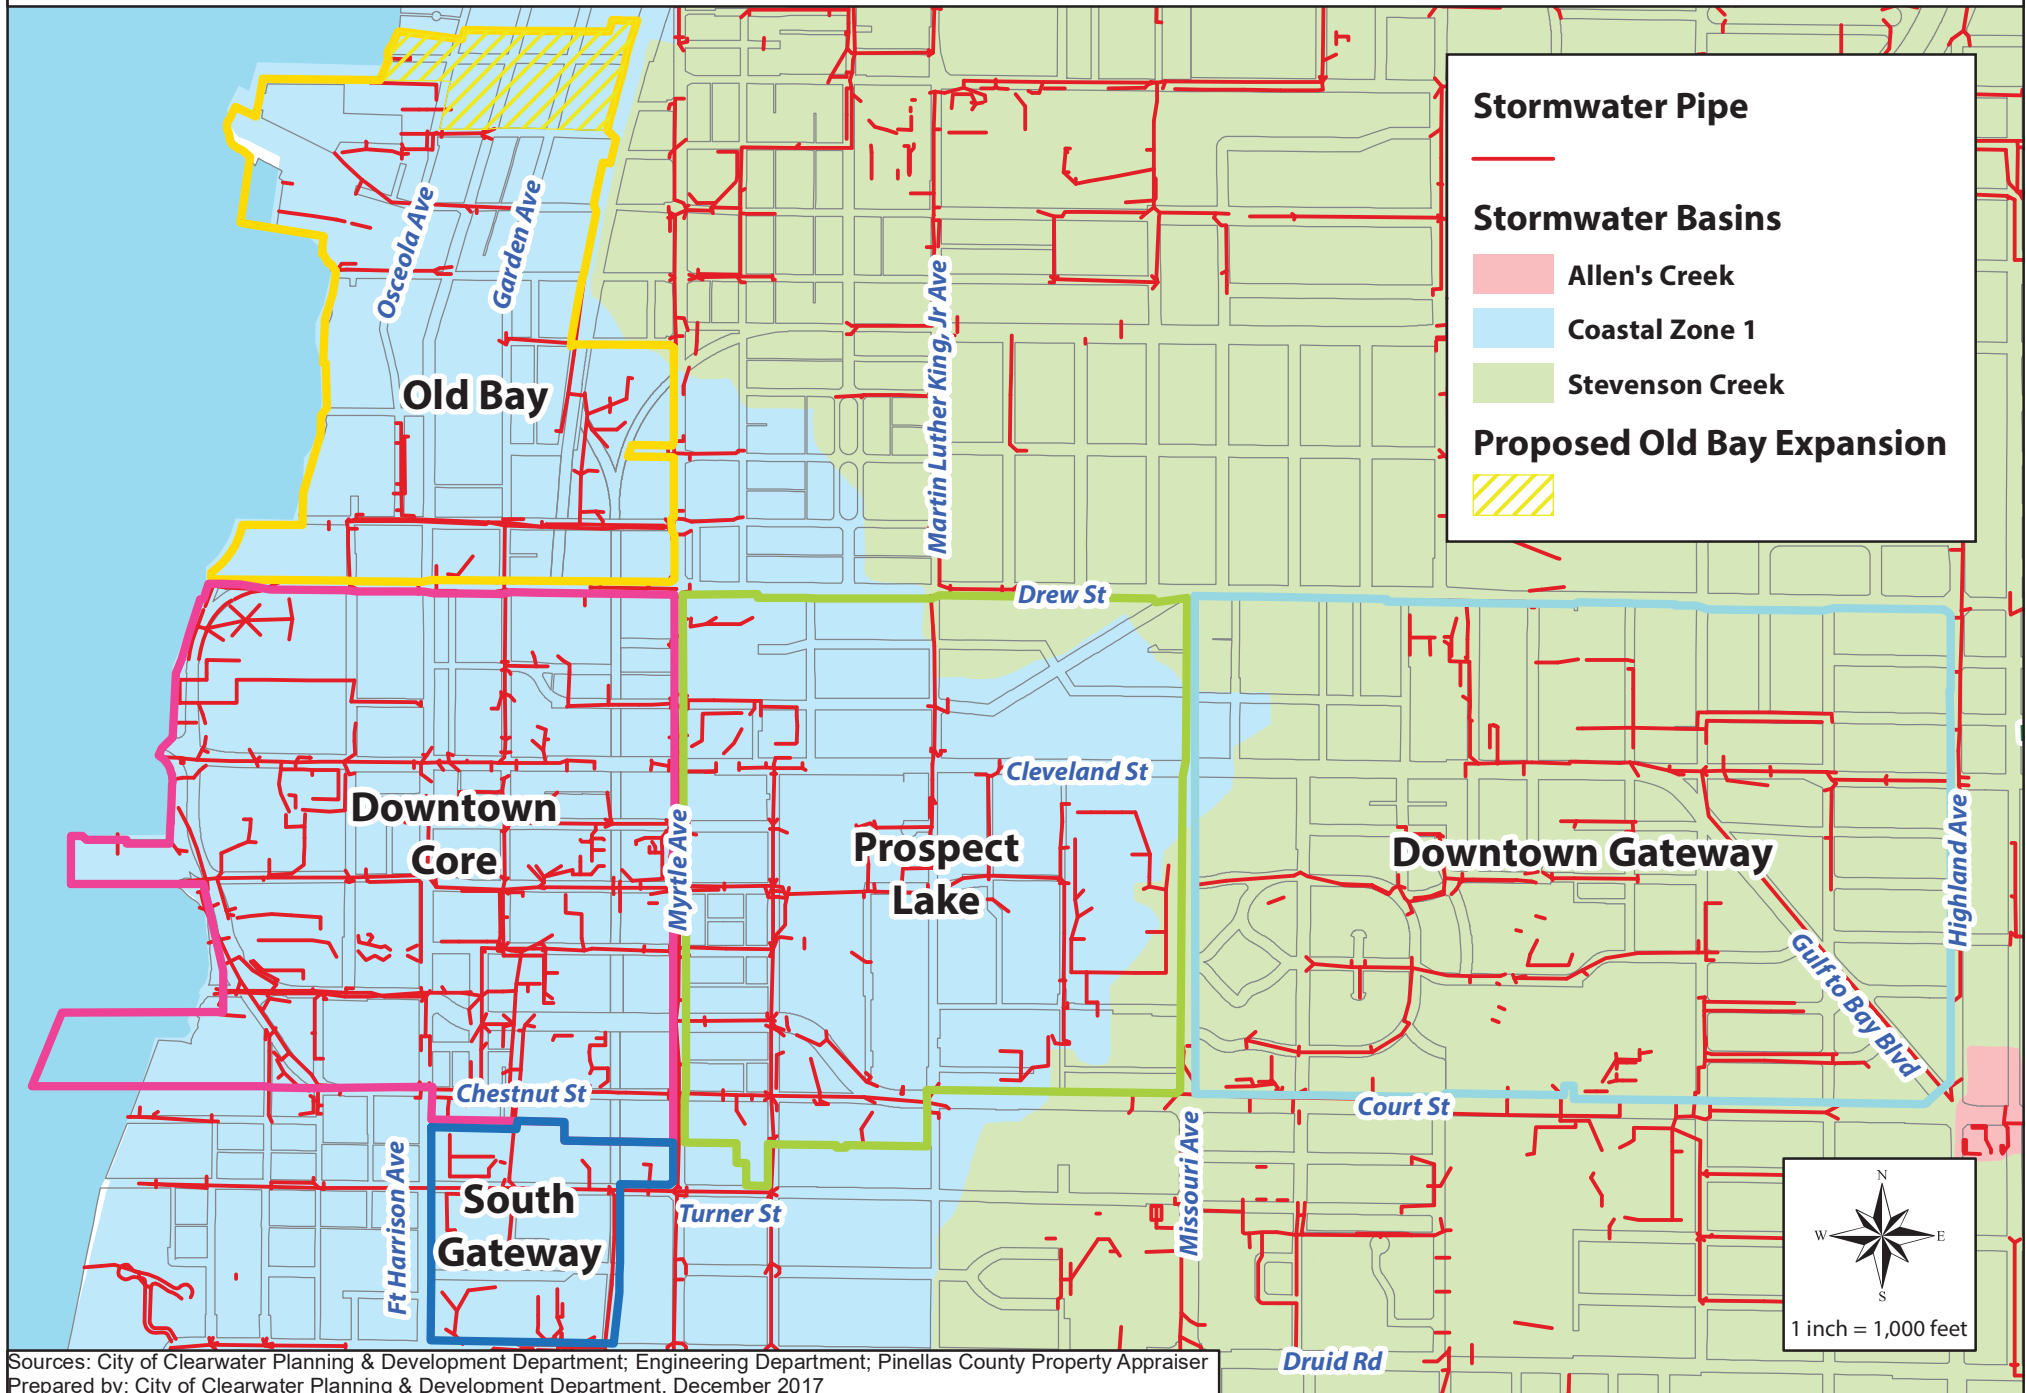 Stormwater Pipe
Stormwater Basins
Allen's Creek
Coastal Zone 1
Stevenson Creek
Proposed Old Bay Expansion
Osceola Ave
Garden Ave
Martin Luther King, Jr Ave
Old Bay
Drew St
Cleveland St
Downtown
Core
Myrtle Ave
Prospect
Lake
Downtown Gateway
Highland Ave
Gulf to Bay Blvd
Chestnut St
Court St
Ft Harrison Ave
South
Gateway
Turner St
Missouri Ave
Druid Rd
N
W
E
S
1 inch = 1,000 feet
Sources: City of Clearwater Planning & Development Department; Engineering Department; Pinellas County Property Appraiser
Prepared by: City of Clearwater Planning & Development Department, December 2017